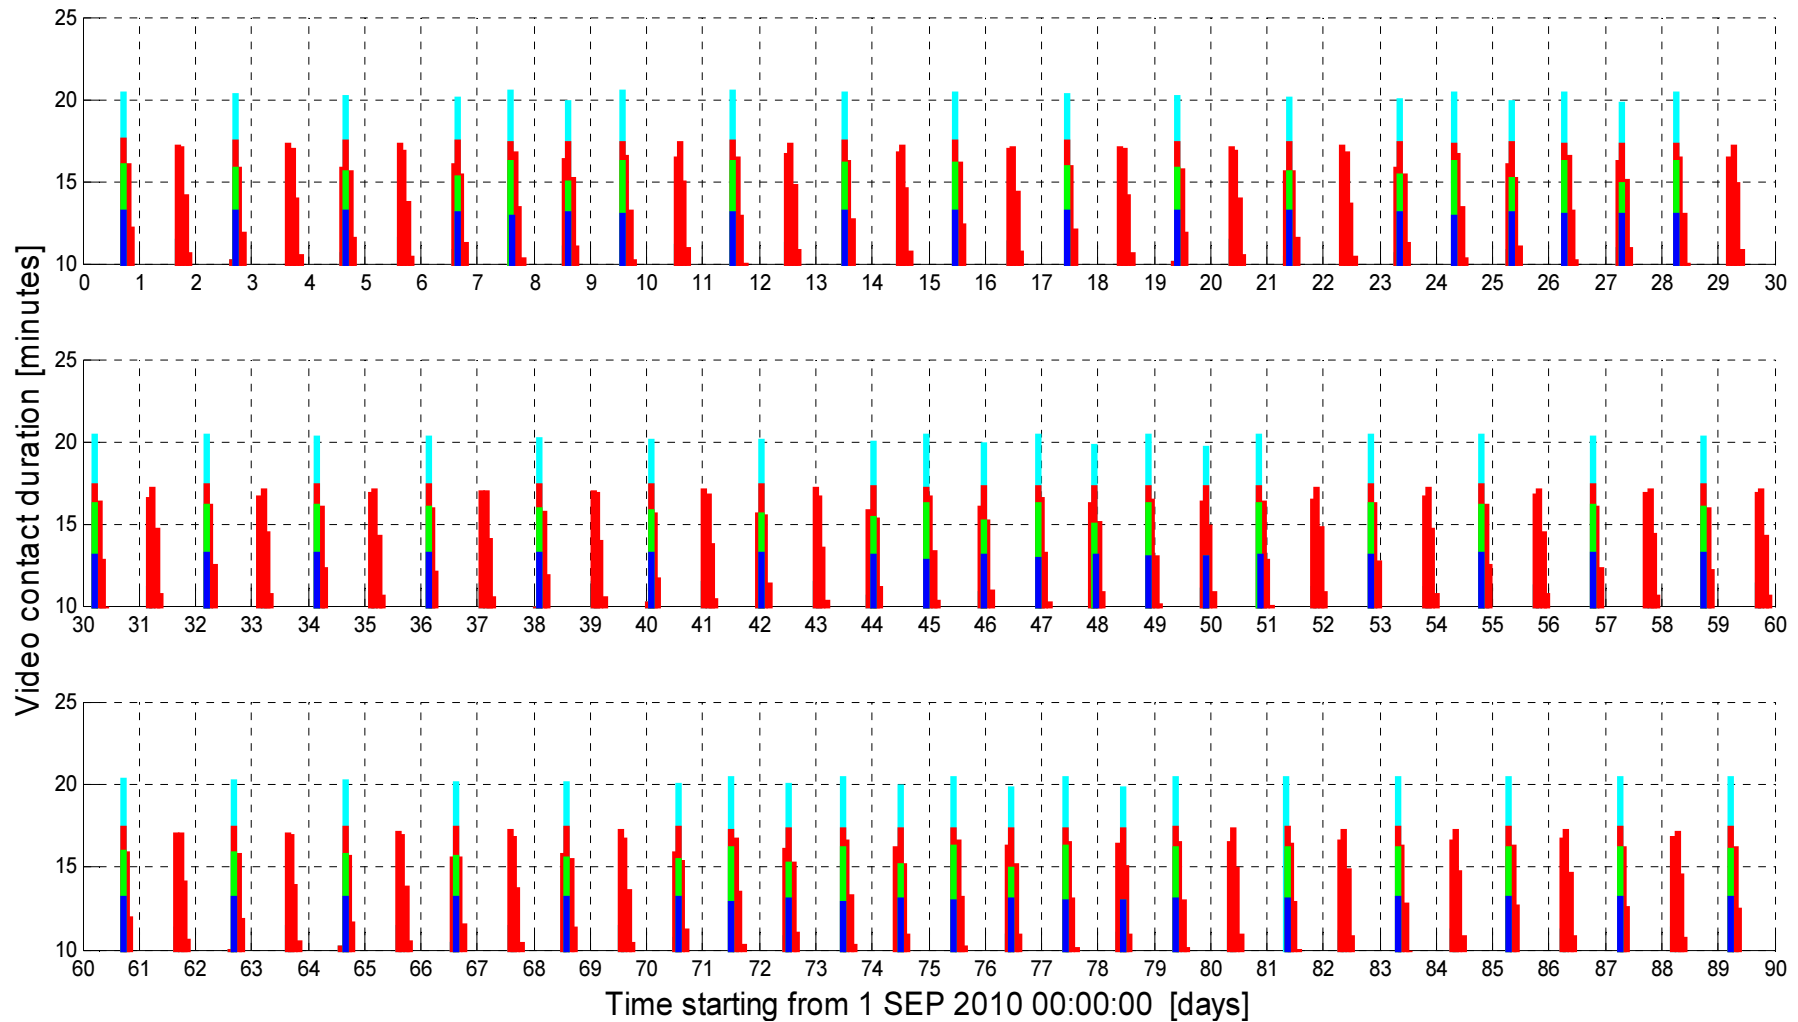 Video contact duration [minutes]
25
20
15
10
0 1 2 3 4 5 6 7 8 9 10 11 12 13 14 15 16 17 18 19 20 21 22 23 24 25 26 27 28 29 30
25
20
15
10
30 31 32 33 34 35 36 37 38 39 40 41 42 43 44 45 46 47 48 49 50 51 52 53 54 55 56 57 58 59 60
25
20
15
10
60 61 62 63 64 65 66 67 68 69 70 71 72 73 74 75 76 77 78 79 80 81 82 83 84 85 86 87 88 89 90
Time starting from 1 SEP 2010 00:00:00 [days]